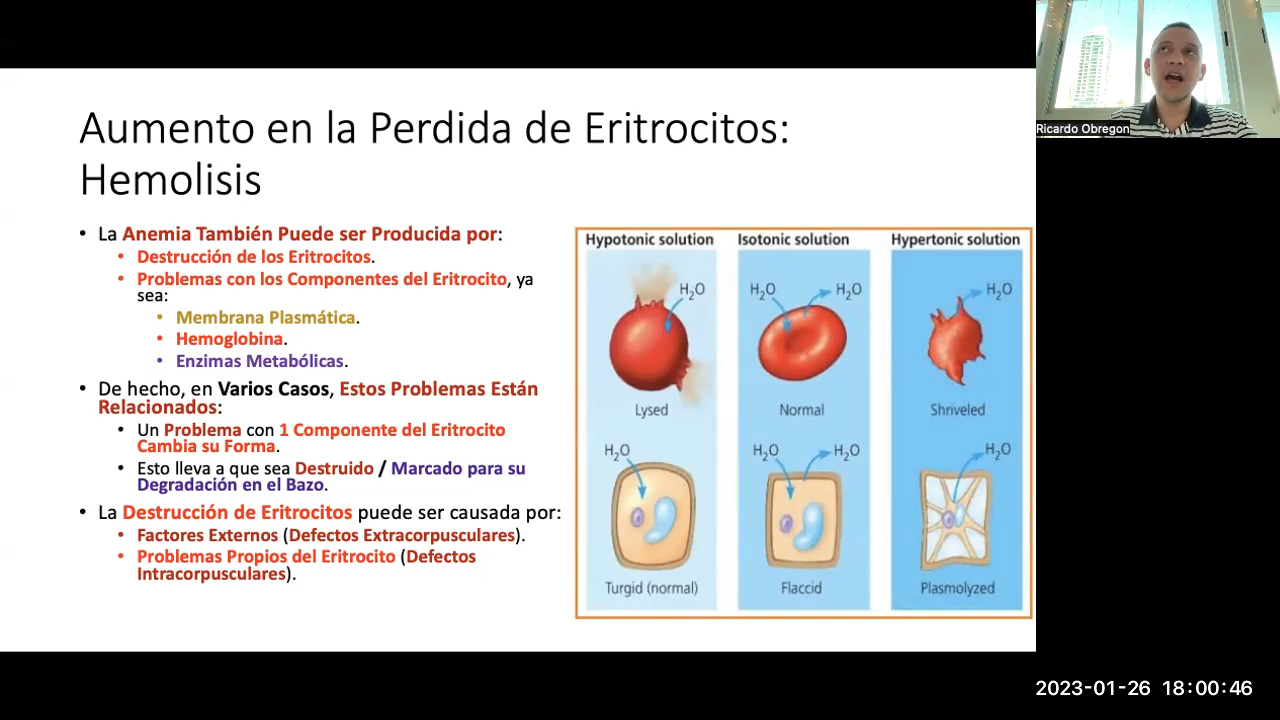 Aumento en la Perdida de Eritrocitos:
Hemolisis
• La Anemia También Puede ser Producida por:
• Destrucción de los Eritrocitos.
• Problemas con los Componentes del Eritrocito, ya
sea:
• Membrana Plasmática.
• Hemoglobina.
• Enzimas Metabólicas.
• De hecho, en Varios Casos, Estos Problemas Están
Relacionados:
• Un Problema con 1 Componente del Eritrocito
Cambia su Forma.
• Esto lleva a que sea Destruido / Marcado para su
Degradación en el Bazo.
• La Destrucción de Eritrocitos puede ser causada por:
• Factores Externos (Defectos Extracorpusculares).
• Problemas Propios del Eritrocito (Defectos
Intracorpusculares).
Hypotonic solution
H₂O
Lysed
H₂O
Turgid (normal)
Isotonic solution
H₂O H₂O
Normal
H₂O H₂O
Flaccid
Hypertonic solution
H₂O
Shriveled
H₂O
Plasmolyzed
Ricardo Obregon
2023-01-26 18:00:46